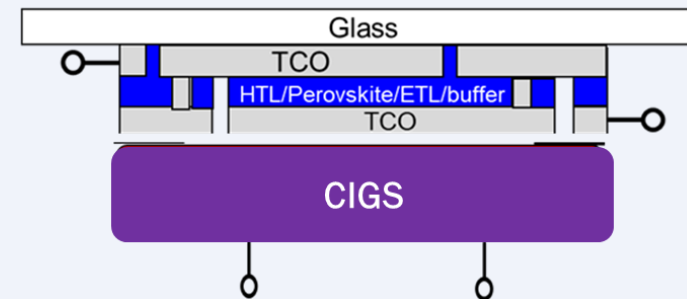 Glass
TCO
HTL/Perovskite/ETL/buffer
TCO
CIGS